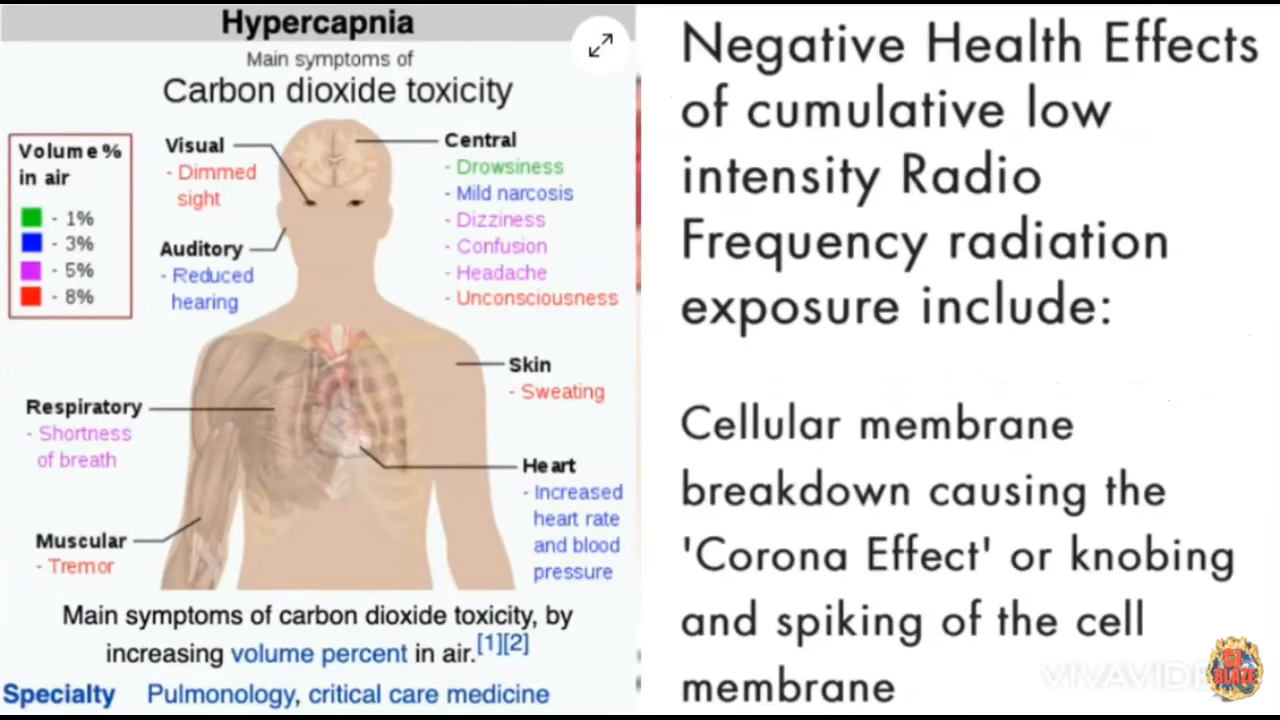 Hypercapnia
Main symptoms of
Carbon dioxide toxicity
Volume %
in air
- 1%
- 3%
- 5%
- 8%
Visual
- Dimmed
sight
Auditory
- Reduced
hearing
Central
- Drowsiness
- Mild narcosis
- Dizziness
- Confusion
- Headache
- Unconsciousness
Skin
- Sweating
Respiratory
- Shortness
of breath
Heart
- Increased
heart rate
and blood
pressure
Muscular
- Tremor
Main symptoms of carbon dioxide toxicity, by
increasing volume percent in air.[1][2]
Specialty Pulmonology, critical care medicine
Negative Health Effects
of cumulative low
intensity Radio
Frequency radiation
exposure include:
Cellular membrane
breakdown causing the
'Corona Effect' or knobing
and spiking of the cell
membrane
BLAZE